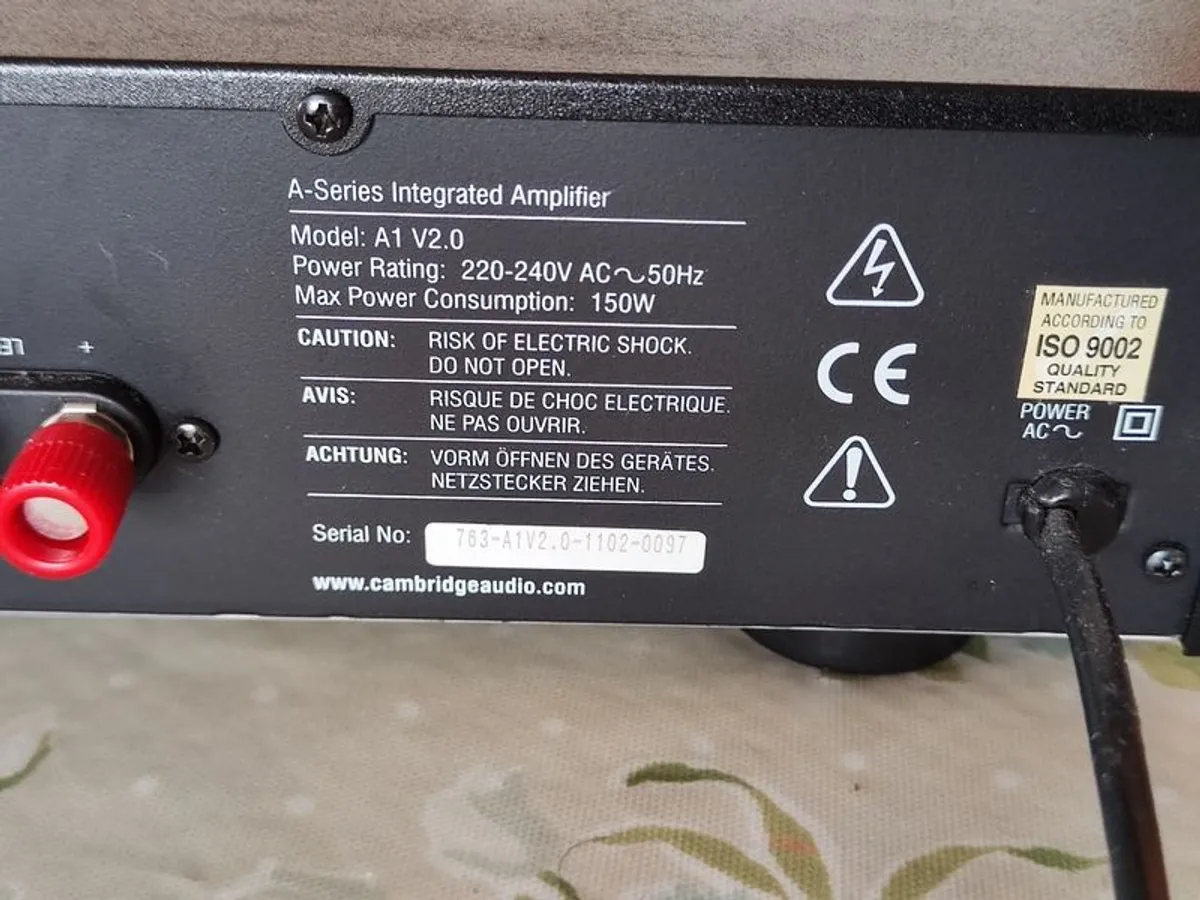 A-Series Integrated Amplifier
Model: A1 V2.0
Power Rating: 220-240V AC~50Hz
Max Power Consumption: 150W
CAUTION: RISK OF ELECTRIC SHOCK.
DO NOT OPEN.
AVIS: RISQUE DE CHOC ELECTRIQUE.
NE PAS OUVRIR.
ACHTUNG: VORM ÖFFNEN DES GERÄTES.
NETZSTECKER ZIEHEN.
Serial No: 763-A1V2.0-1102-0097
www.cambridgeaudio.com
CE
MANUFACTURED
ACCORDING TO
ISO 9002
QUALITY
STANDARD
POWER
AC~
+